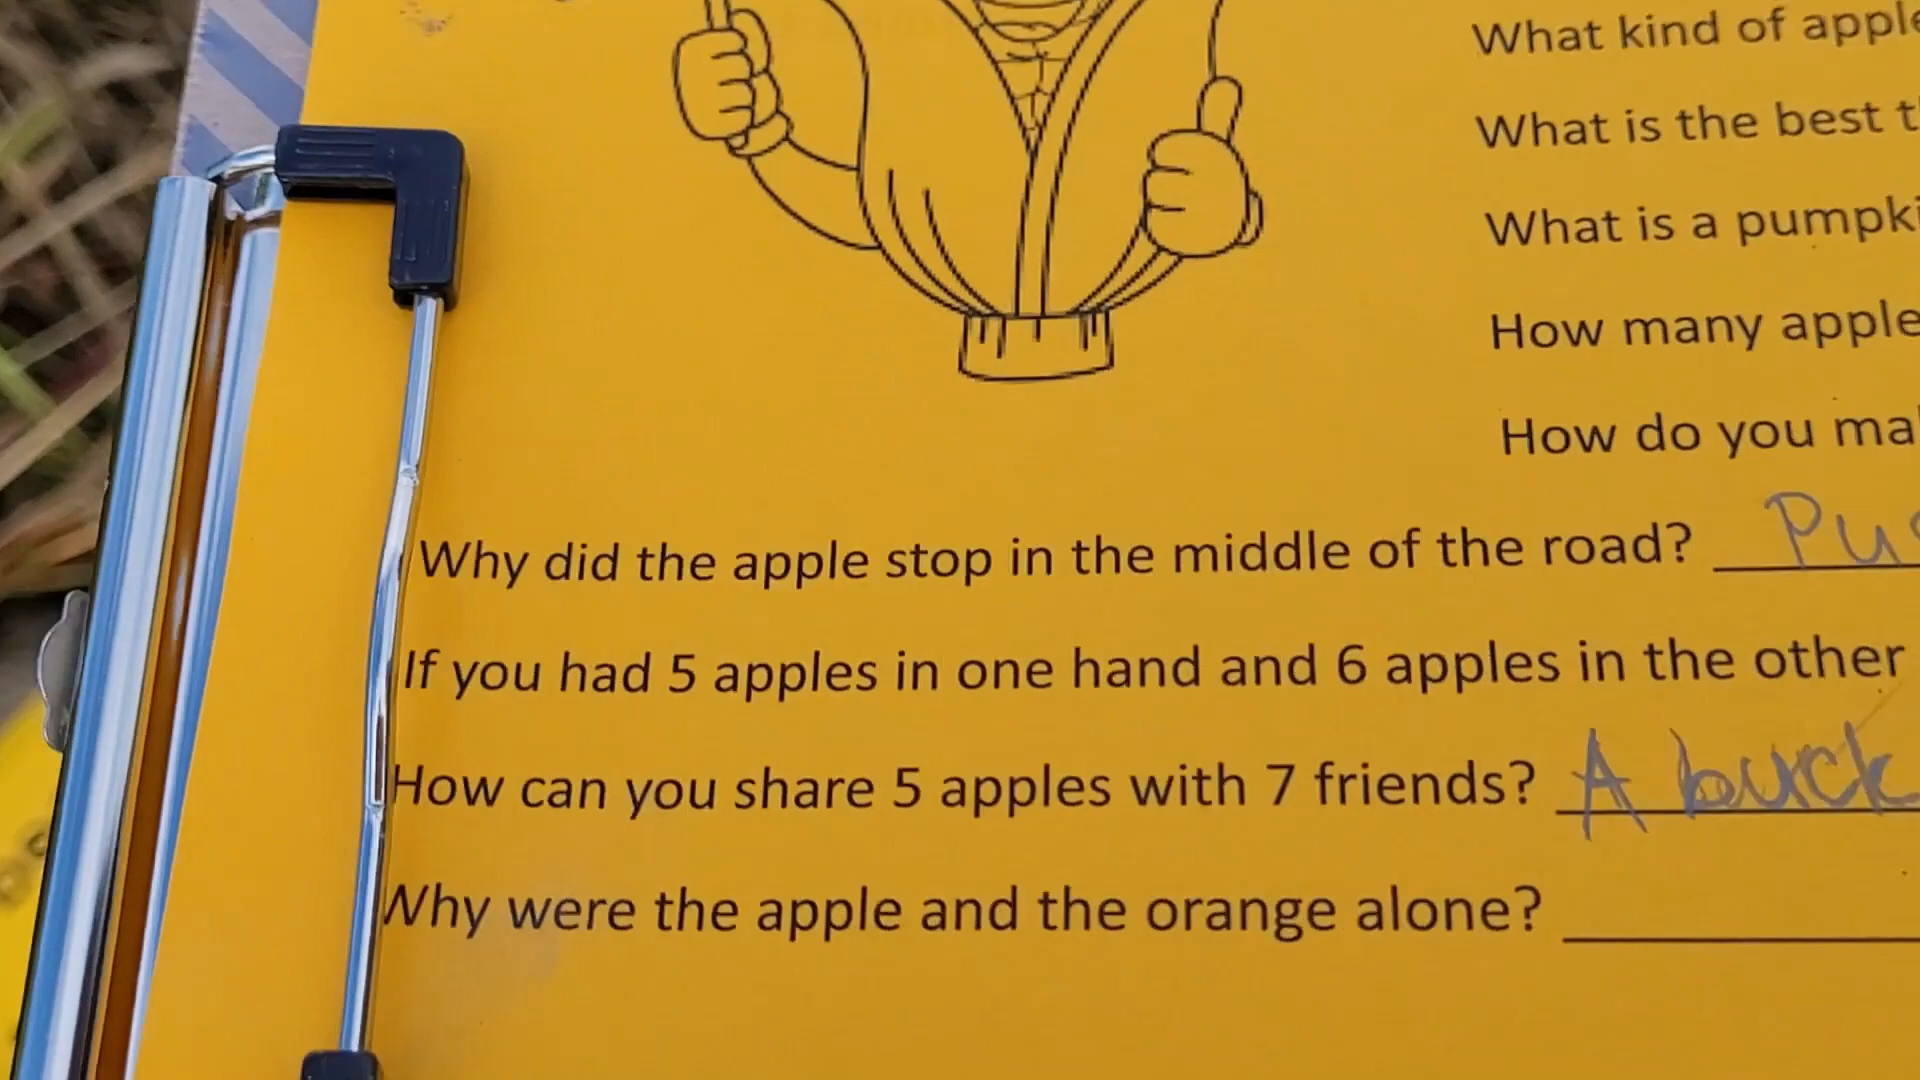 What kind of apple
What is the best t
What is a pumpki
How many apple
How do you ma
Why did the apple stop in the middle of the road? Pu
If you had 5 apples in one hand and 6 apples in the other
How can you share 5 apples with 7 friends? A buck
Why were the apple and the orange alone?